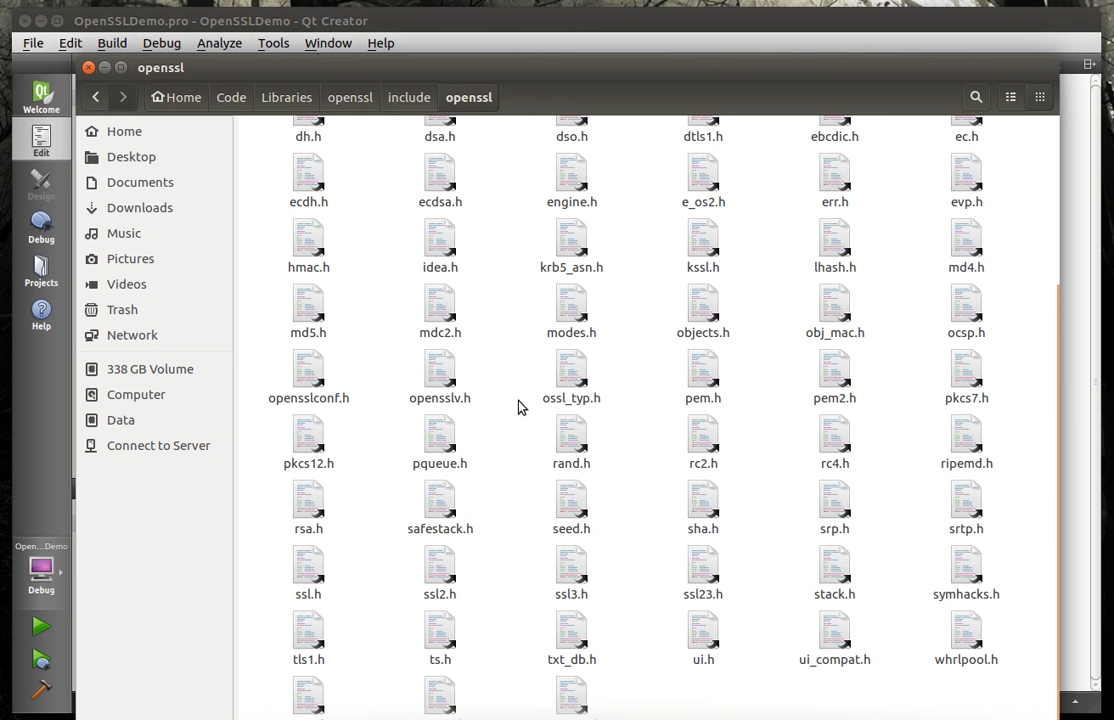 OpenSSLDemo.pro - OpenSSLDemo - Qt Creator
File Edit Build Debug Analyze Tools Window Help
openssl
Home Code Libraries openssl include openssl
Welcome
Edit
Design
Debug
Projects
Help
Open...Demo
Debug
Home
Desktop
Documents
Downloads
Music
Pictures
Videos
Trash
Network
338 GB Volume
Computer
Data
Connect to Server
dh.h dsa.h dso.h dtls1.h ebcdic.h ec.h
ecdh.h ecdsa.h engine.h e_os2.h err.h evp.h
hmac.h idea.h krb5_asn.h kssl.h lhash.h md4.h
md5.h mdc2.h modes.h objects.h obj_mac.h ocsp.h
opensslconf.h opensslv.h ossl_typ.h pem.h pem2.h pkcs7.h
pkcs12.h pqueue.h rand.h rc2.h rc4.h ripemd.h
rsa.h safestack.h seed.h sha.h srp.h srtp.h
ssl.h ssl2.h ssl3.h ssl23.h stack.h symhacks.h
tls1.h ts.h txt_db.h ui.h ui_compat.h whrlpool.h